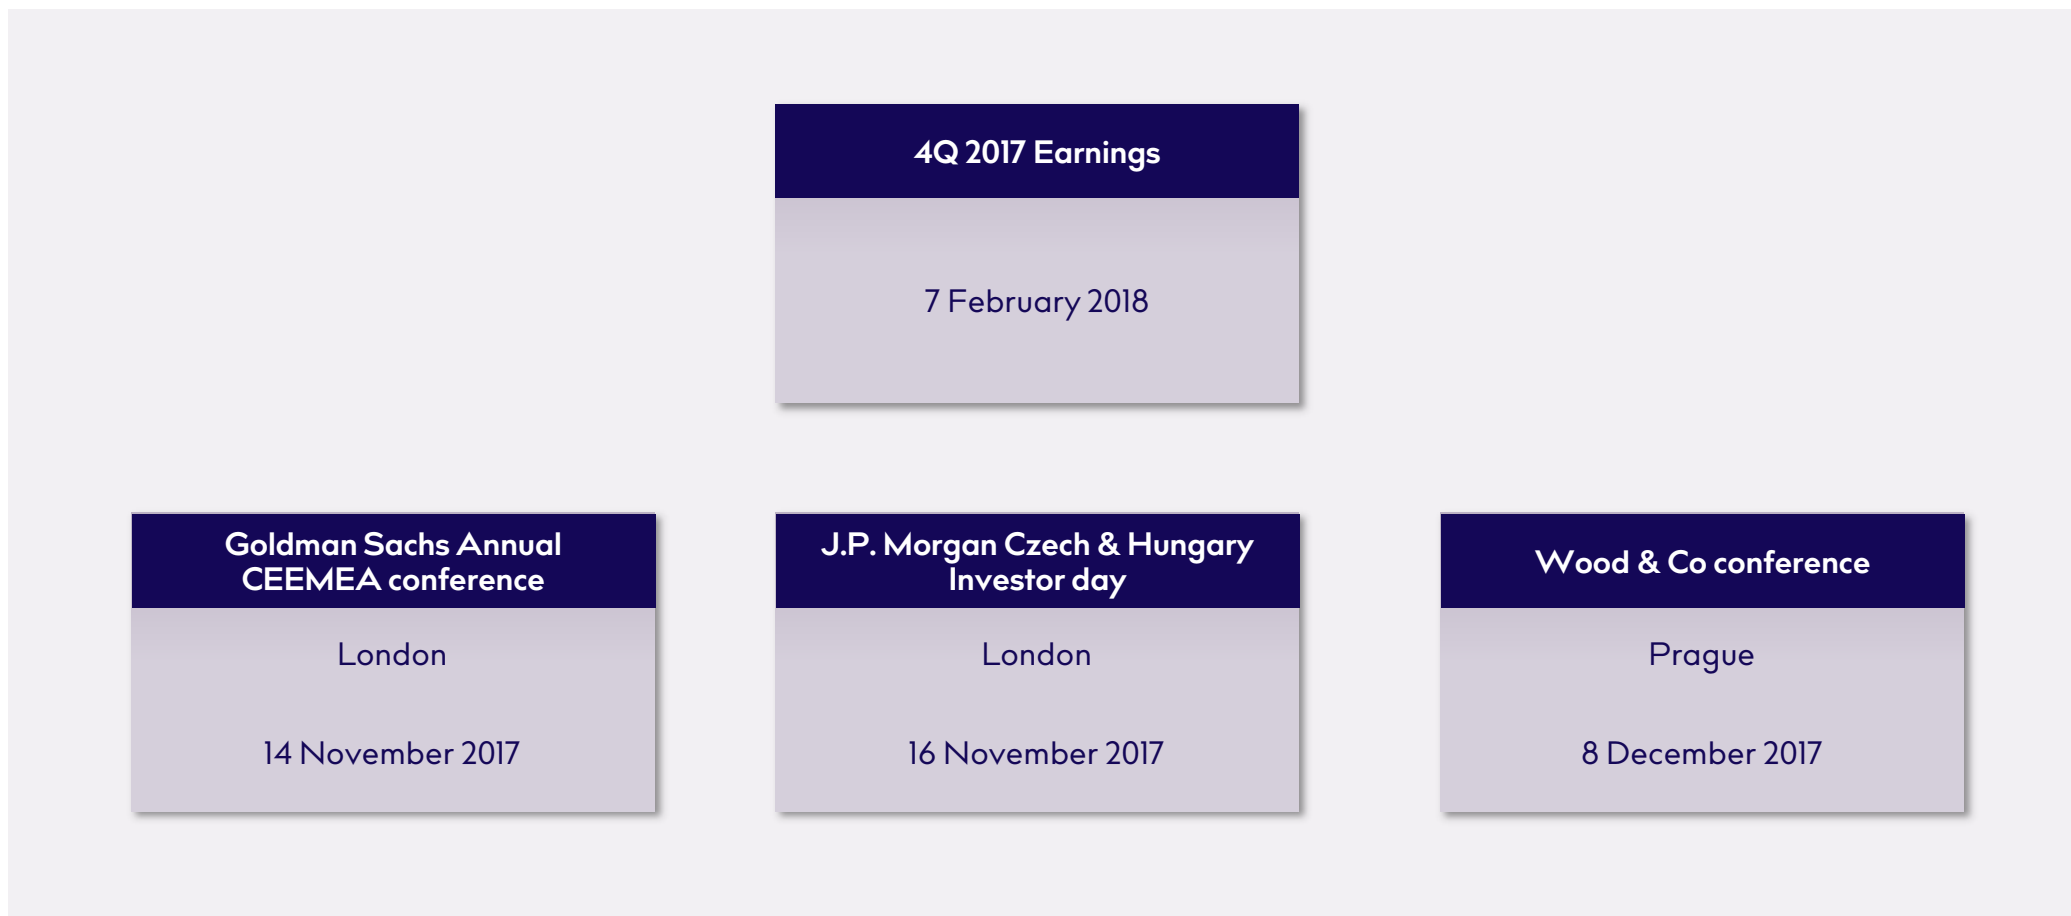 4Q 2017 Earnings
7 February 2018
Goldman Sachs Annual
CEEMEA conference
London
14 November 2017
J.P. Morgan Czech & Hungary
Investor day
London
16 November 2017
Wood & Co conference
Prague
8 December 2017